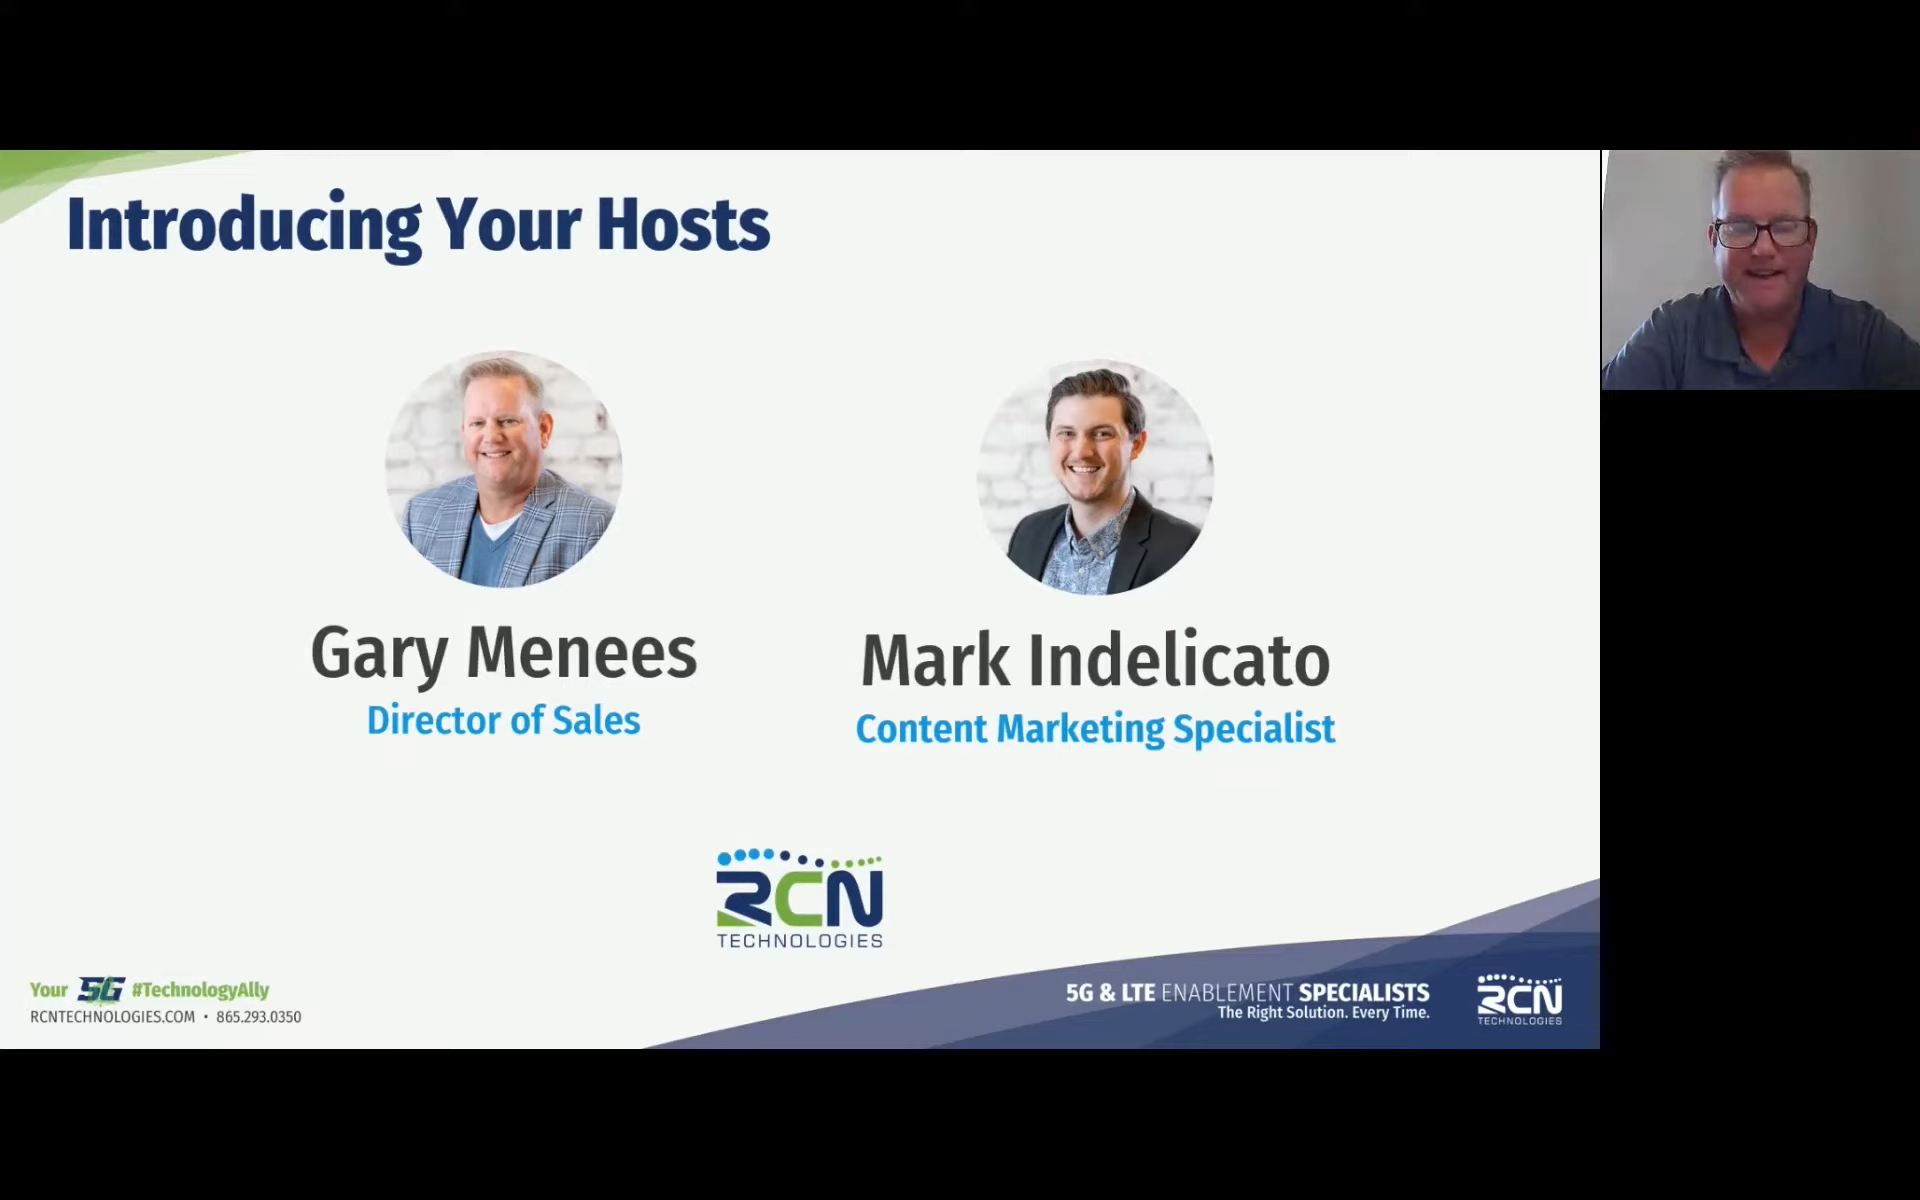 Introducing Your Hosts
Gary Menees
Director of Sales
Mark Indelicato
Content Marketing Specialist
RCN
TECHNOLOGIES
Your 5G #TechnologyAlly
RCNTECHNOLOGIES.COM • 865.293.0350
5G & LTE ENABLEMENT SPECIALISTS
The Right Solution. Every Time.
RCN
TECHNOLOGIES